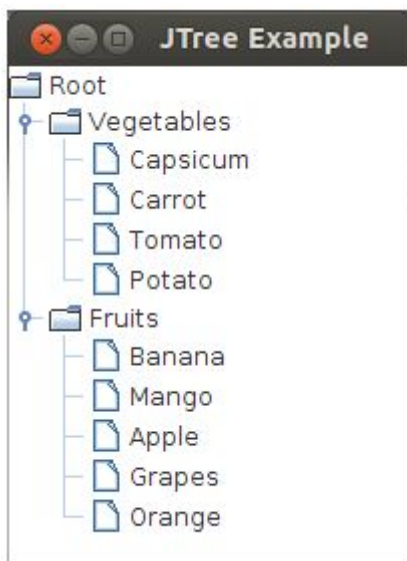 JTree Example
Root
Vegetables
Capsicum
Carrot
Tomato
Potato
Fruits
Banana
Mango
Apple
Grapes
Orange